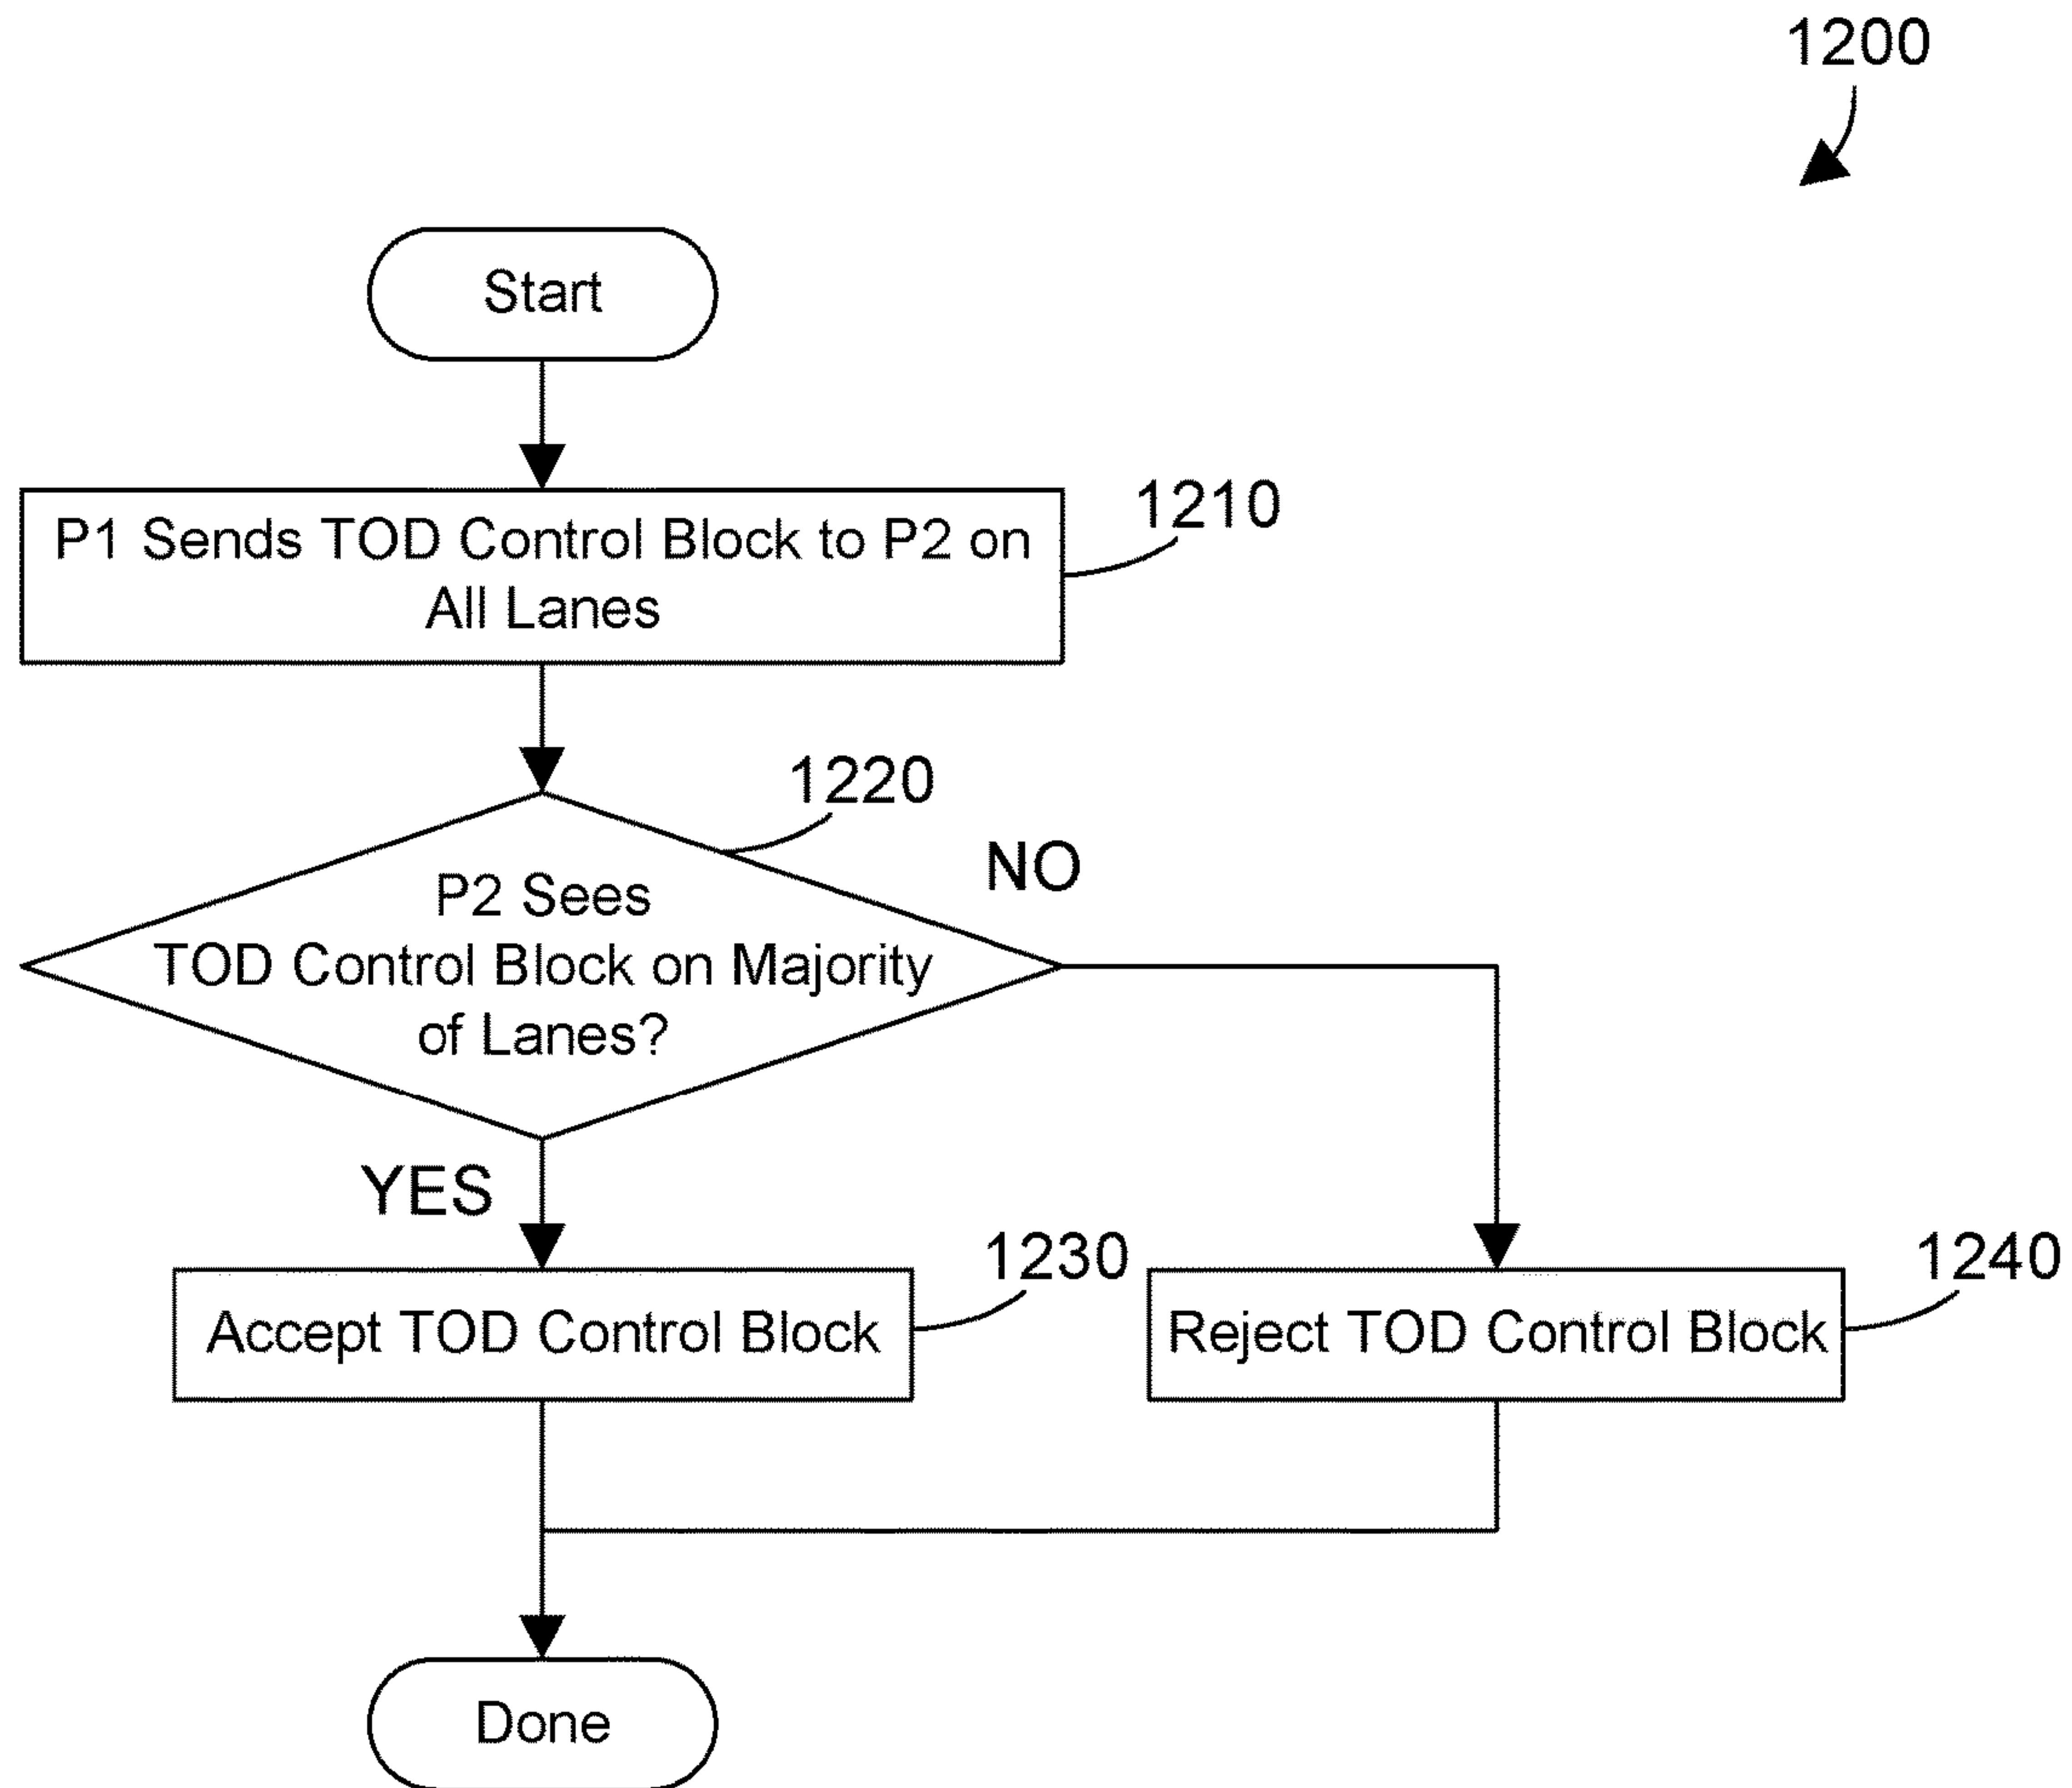 1200
Start
P1 Sends TOD Control Block to P2 on
All Lanes
1210
1220
P2 Sees
TOD Control Block on Majority
of Lanes?
NO
YES
1230
Accept TOD Control Block
1240
Reject TOD Control Block
Done